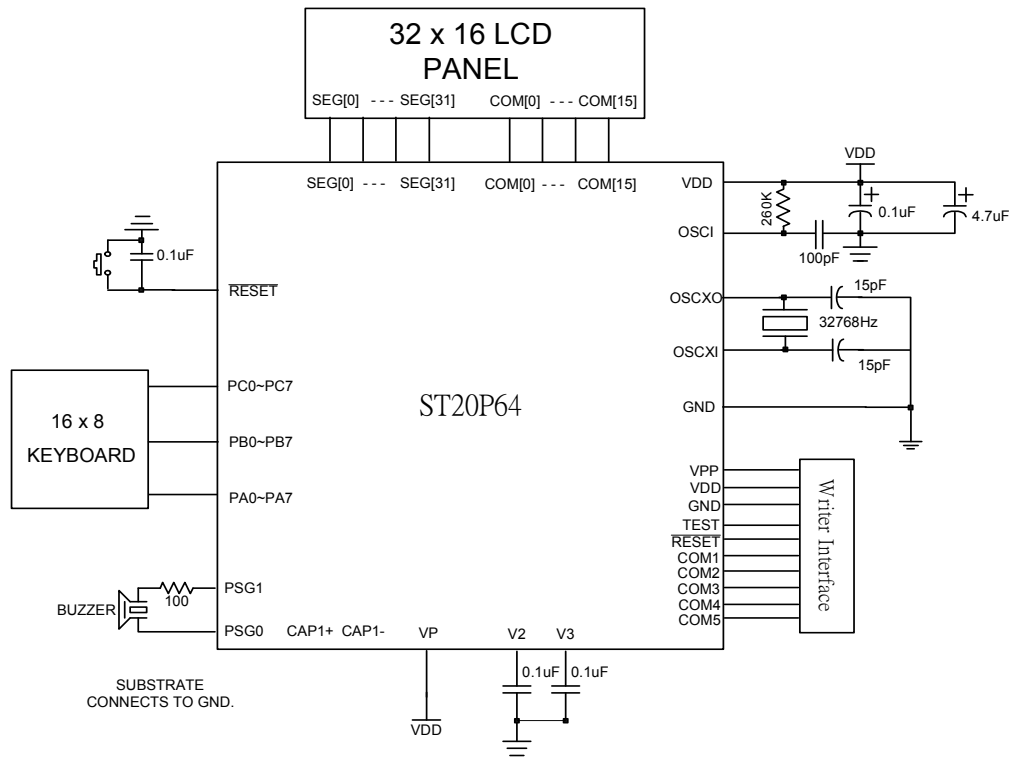 32 x 16 LCD
PANEL
SEG[0] - - - SEG[31] COM[0] - - - COM[15]
SEG[0] - - - SEG[31] COM[0] - - - COM[15]
VDD
VDD
260K
+
0.1uF
+
4.7uF
OSCI
100pF
0.1uF
RESET
OSCXO
15pF
32768Hz
OSCXI
15pF
PC0~PC7
ST20P64
GND
16 x 8
KEYBOARD
PB0~PB7
PA0~PA7
VPP
VDD
GND
TEST
RESET
COM1
COM2
COM3
COM4
COM5
Writer Interface
PSG1
100
BUZZER
PSG0
CAP1+ CAP1- VP V2 V3
0.1uF 0.1uF
SUBSTRATE
CONNECTS TO GND.
VDD